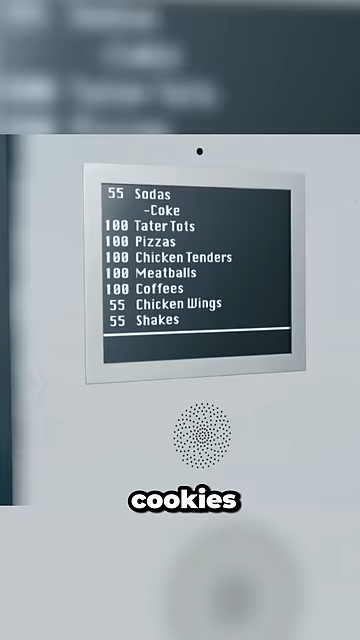 55 Sodas
-Coke
100 Tater Tots
100 Pizzas
100 Chicken Tenders
100 Meatballs
100 Coffees
55 Chicken Wings
55 Shakes
cookies